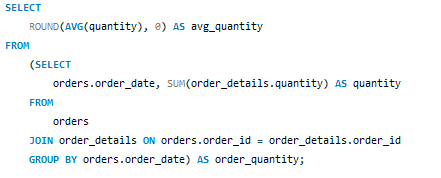 SELECT
    ROUND(AVG(quantity), 0) AS avg_quantity
FROM
    (SELECT
        orders.order_date, SUM(order_details.quantity) AS quantity
    FROM
        orders
    JOIN order_details ON orders.order_id = order_details.order_id
    GROUP BY orders.order_date) AS order_quantity;